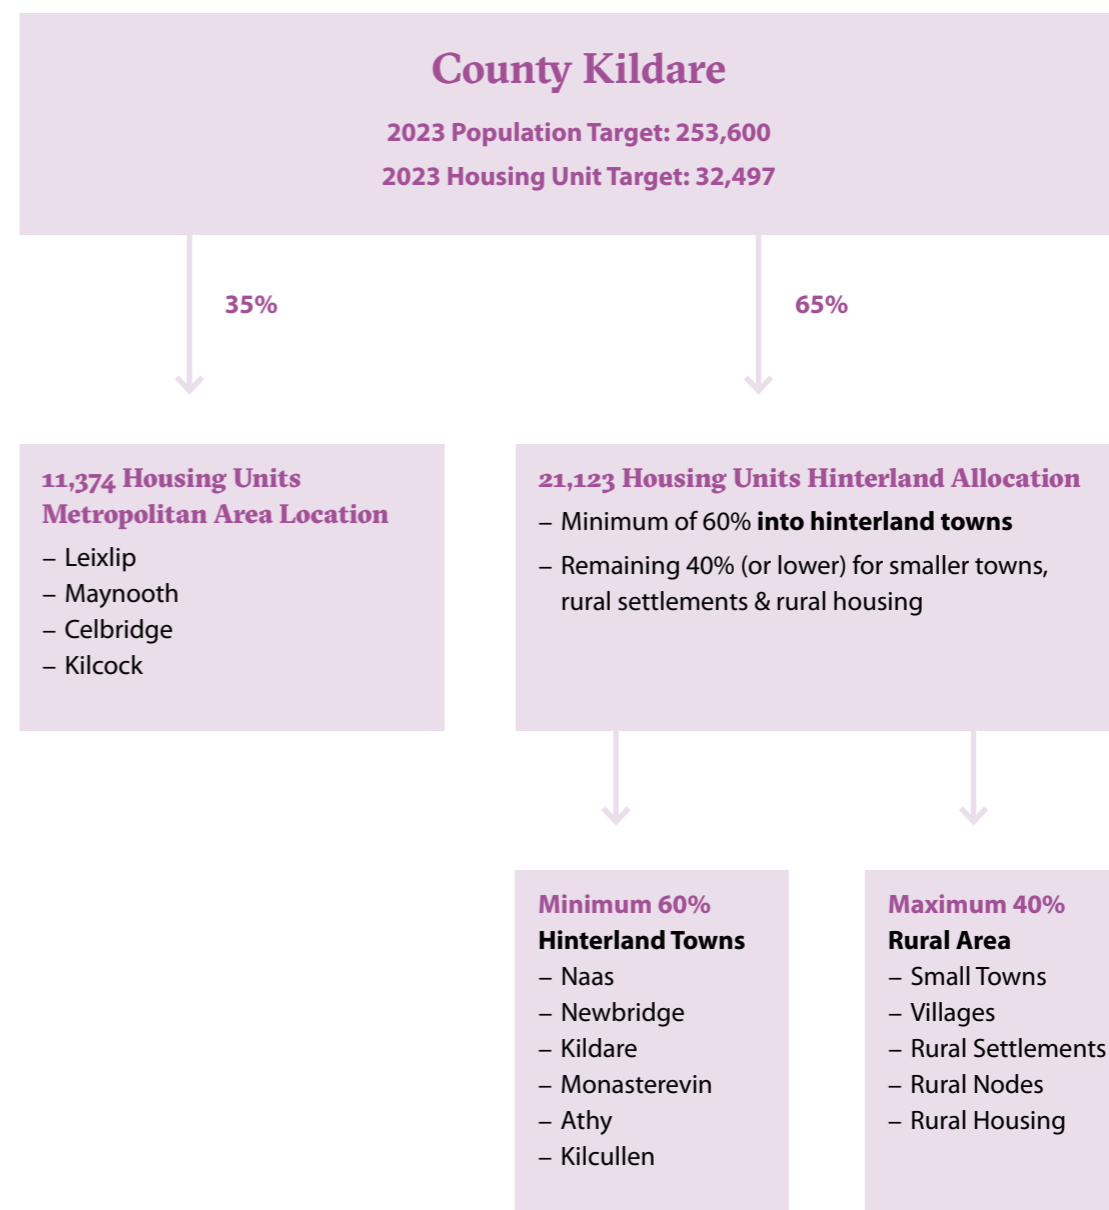 County Kildare
2023 Population Target: 253,600
2023 Housing Unit Target: 32,497
35%
65%
11,374 Housing Units
Metropolitan Area Location
– Leixlip
– Maynooth
– Celbridge
– Kilcock
21,123 Housing Units Hinterland Allocation
– Minimum of 60% into hinterland towns
– Remaining 40% (or lower) for smaller towns,
rural settlements & rural housing
Minimum 60%
Hinterland Towns
– Naas
– Newbridge
– Kildare
– Monasterevin
– Athy
– Kilcullen
Maximum 40%
Rural Area
– Small Towns
– Villages
– Rural Settlements
– Rural Nodes
– Rural Housing